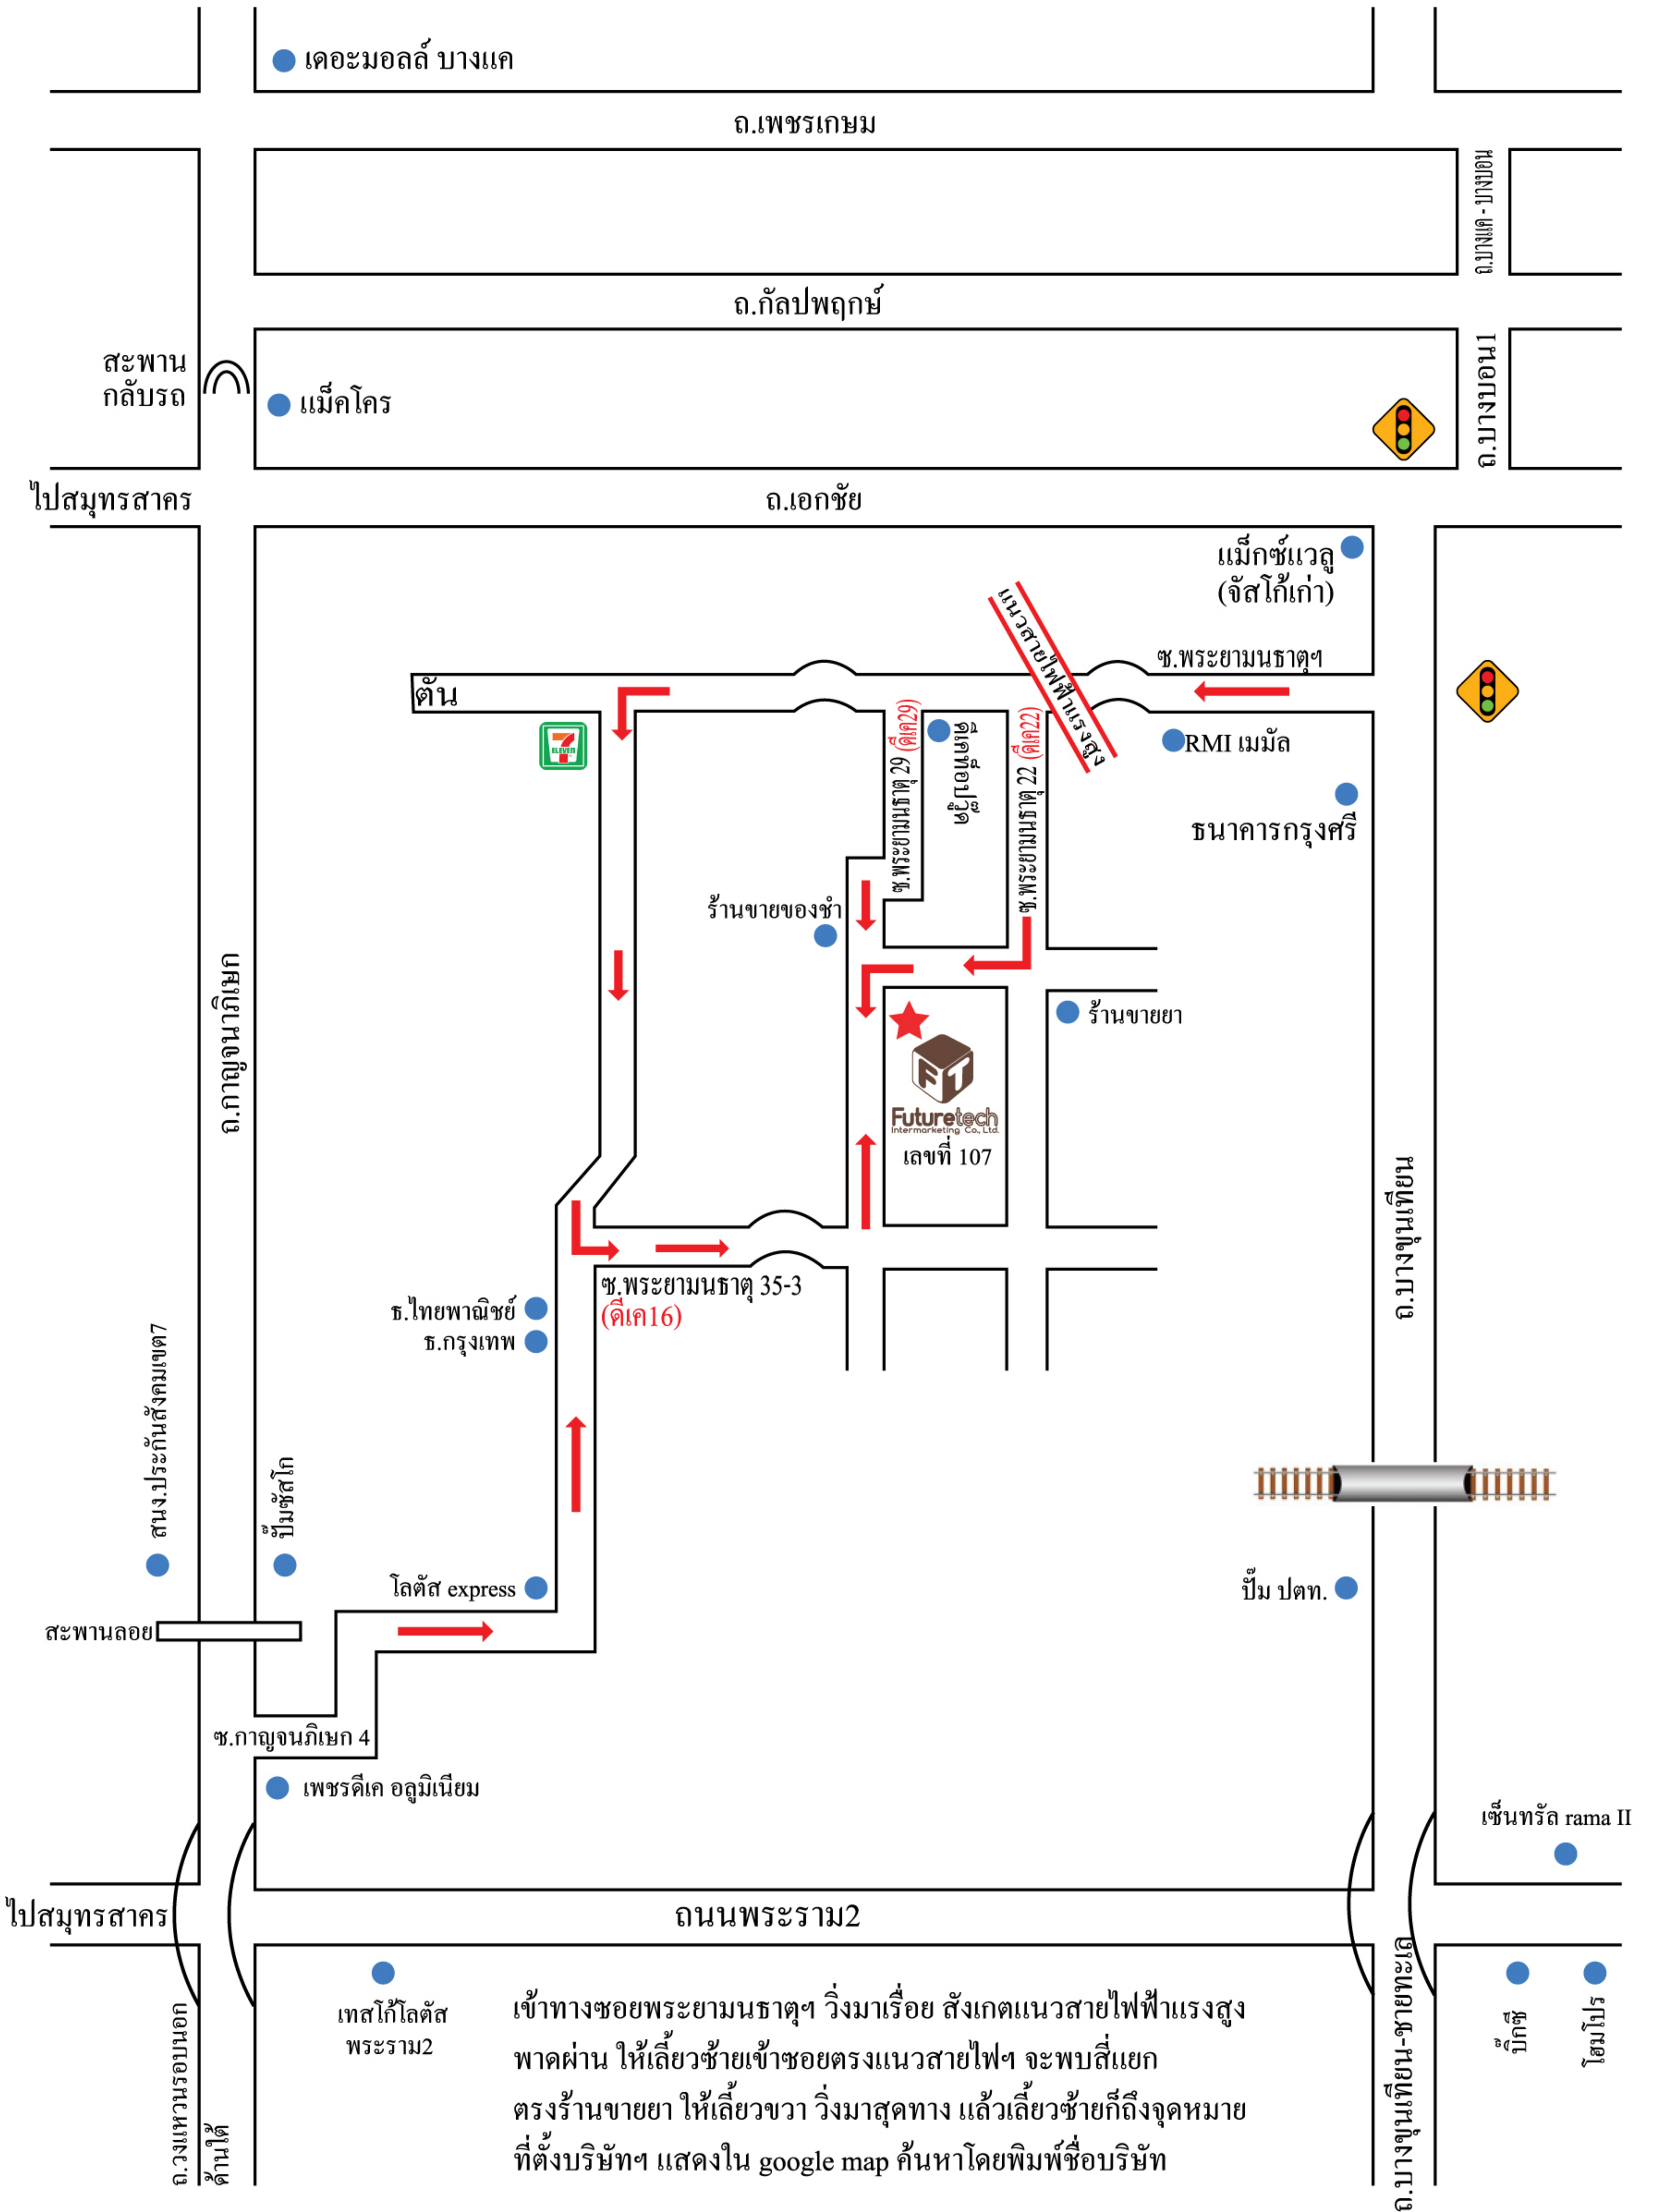 เดอะมอลล์ บางแค
ถ.เพชรเกษม
ถ.บางแค - บางบอน
ถ.กัลปพฤกษ์
สะพาน
กลับรถ
แม็คโคร
ถ.บางบอน1
ไปสมุทรสาคร
ถ.เอกชัย
แม็กซ์แวลู
(จัสโก้เก่า)
แนวสายไฟฟ้าแรงสูง
ซ.พระยามนธาตุฯ
ตัน
7
ELEVEN
ซ.พระยามนธาตุ 29 (ดีเค29)
ดีเคท็อปวู๊ด
ซ.พระยามนธาตุ 22 (ดีเค22)
RMI เมมัล
ธนาคารกรุงศรี
ร้านขายของชำ
ถ.กาญจนาภิเษก
ร้านขายยา
FT
Futuretech
Intermarketing Co., Ltd.
เลขที่ 107
ถ.บางขุนเทียน
ซ.พระยามนธาตุ 35-3
(ดีเค16)
ธ.ไทยพาณิชย์
ธ.กรุงเทพ
สนง.ประกันสังคมเขต7
ปั๊มซัสโก
โลตัส express
ปั๊ม ปตท.
สะพานลอย
ซ.กาญจนภิเษก 4
เพชรดีเค อลูมิเนียม
เซ็นทรัล rama II
ไปสมุทรสาคร
ถนนพระราม2
เทสโก้โลตัส
พระราม2
ถ.วงแหวนรอบนอก
ด้านใต้
ถ.บางขุนเทียน-ชายทะเล
บิ๊กซี
โฮมโปร
เข้าทางซอยพระยามนธาตุฯ วิ่งมาเรื่อย สังเกตแนวสายไฟฟ้าแรงสูง
พาดผ่าน ให้เลี้ยวซ้ายเข้าซอยตรงแนวสายไฟฯ จะพบสี่แยก
ตรงร้านขายยา ให้เลี้ยวขวา วิ่งมาสุดทาง แล้วเลี้ยวซ้ายก็ถึงจุดหมาย
ที่ตั้งบริษัทฯ แสดงใน google map ค้นหาโดยพิมพ์ชื่อบริษัท